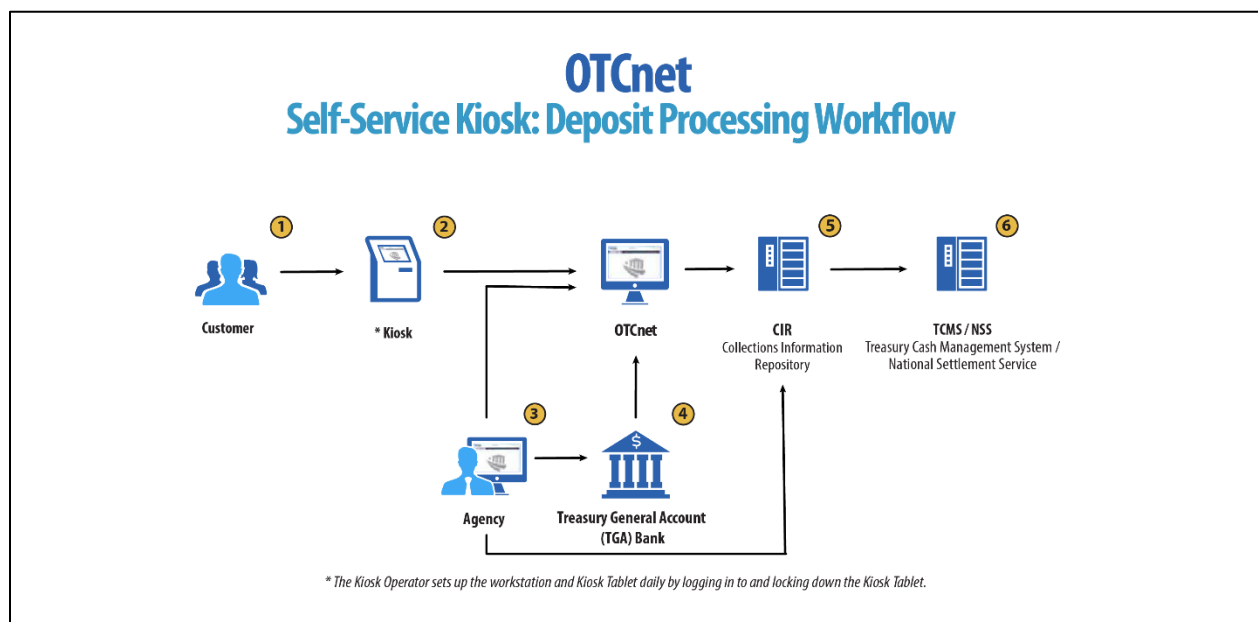 OTCnet
Self-Service Kiosk: Deposit Processing Workflow
1
2
5
6
Customer
* Kiosk
OTCnet
CIR
Collections Information
Repository
TCMS / NSS
Treasury Cash Management System /
National Settlement Service
3
4
$
Agency
Treasury General Account
(TGA) Bank
* The Kiosk Operator sets up the workstation and Kiosk Tablet daily by logging in to and locking down the Kiosk Tablet.